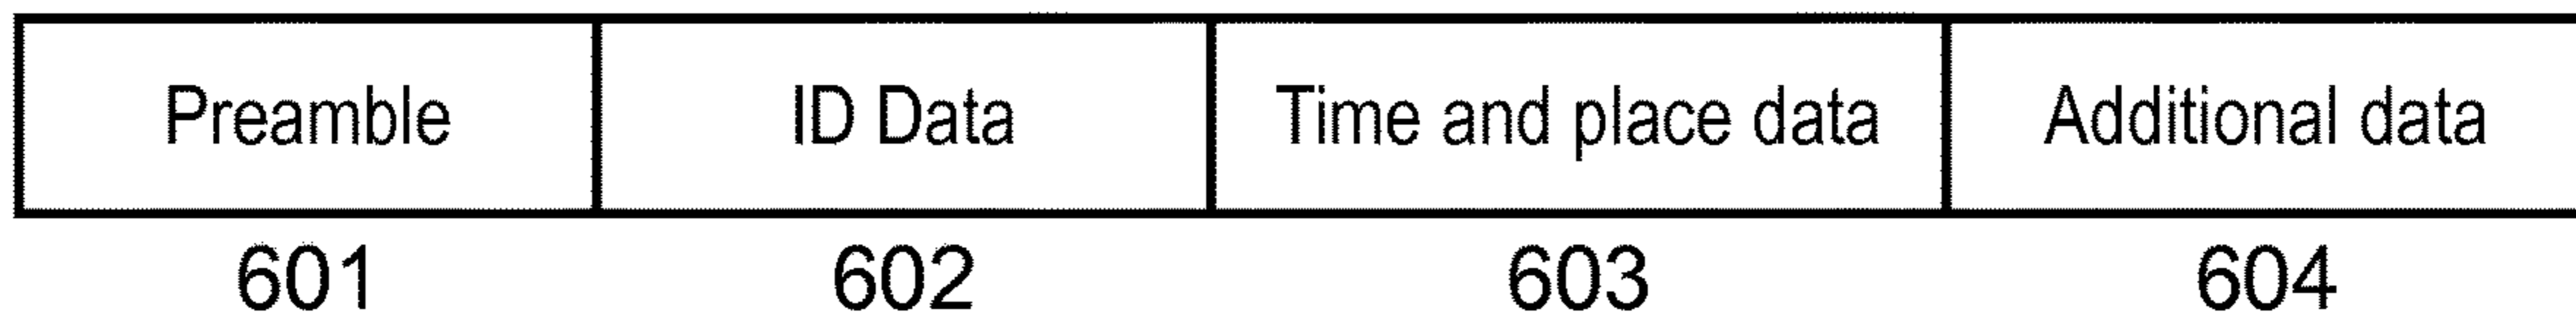 Preamble ID Data Time and place data Additional data
601 602 603 604